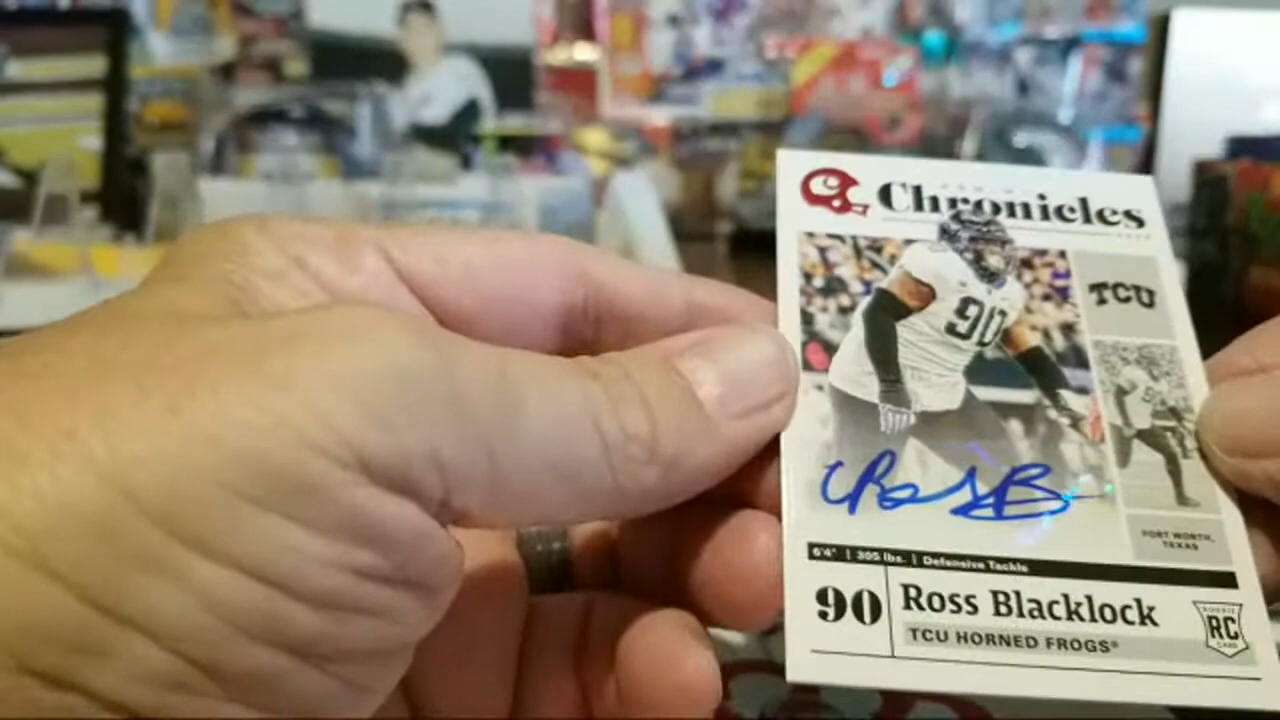 Chronicles
TCU
90
FORT WORTH,
TEXAS
6'4" | 305 lbs. | Defensive Tackle
90
Ross Blacklock
TCU HORNED FROGS®
ROOKIE
RC
CARD